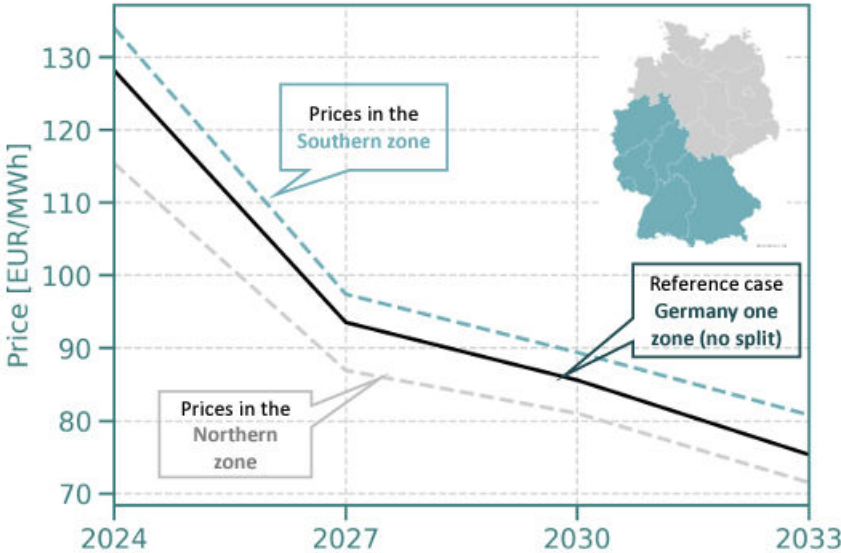 Price [EUR/MWh]
130
120
110
100
90
80
70
Prices in the
Southern zone
Reference case
Germany one
zone (no split)
Prices in the
Northern
zone
2024
2027
2030
2033